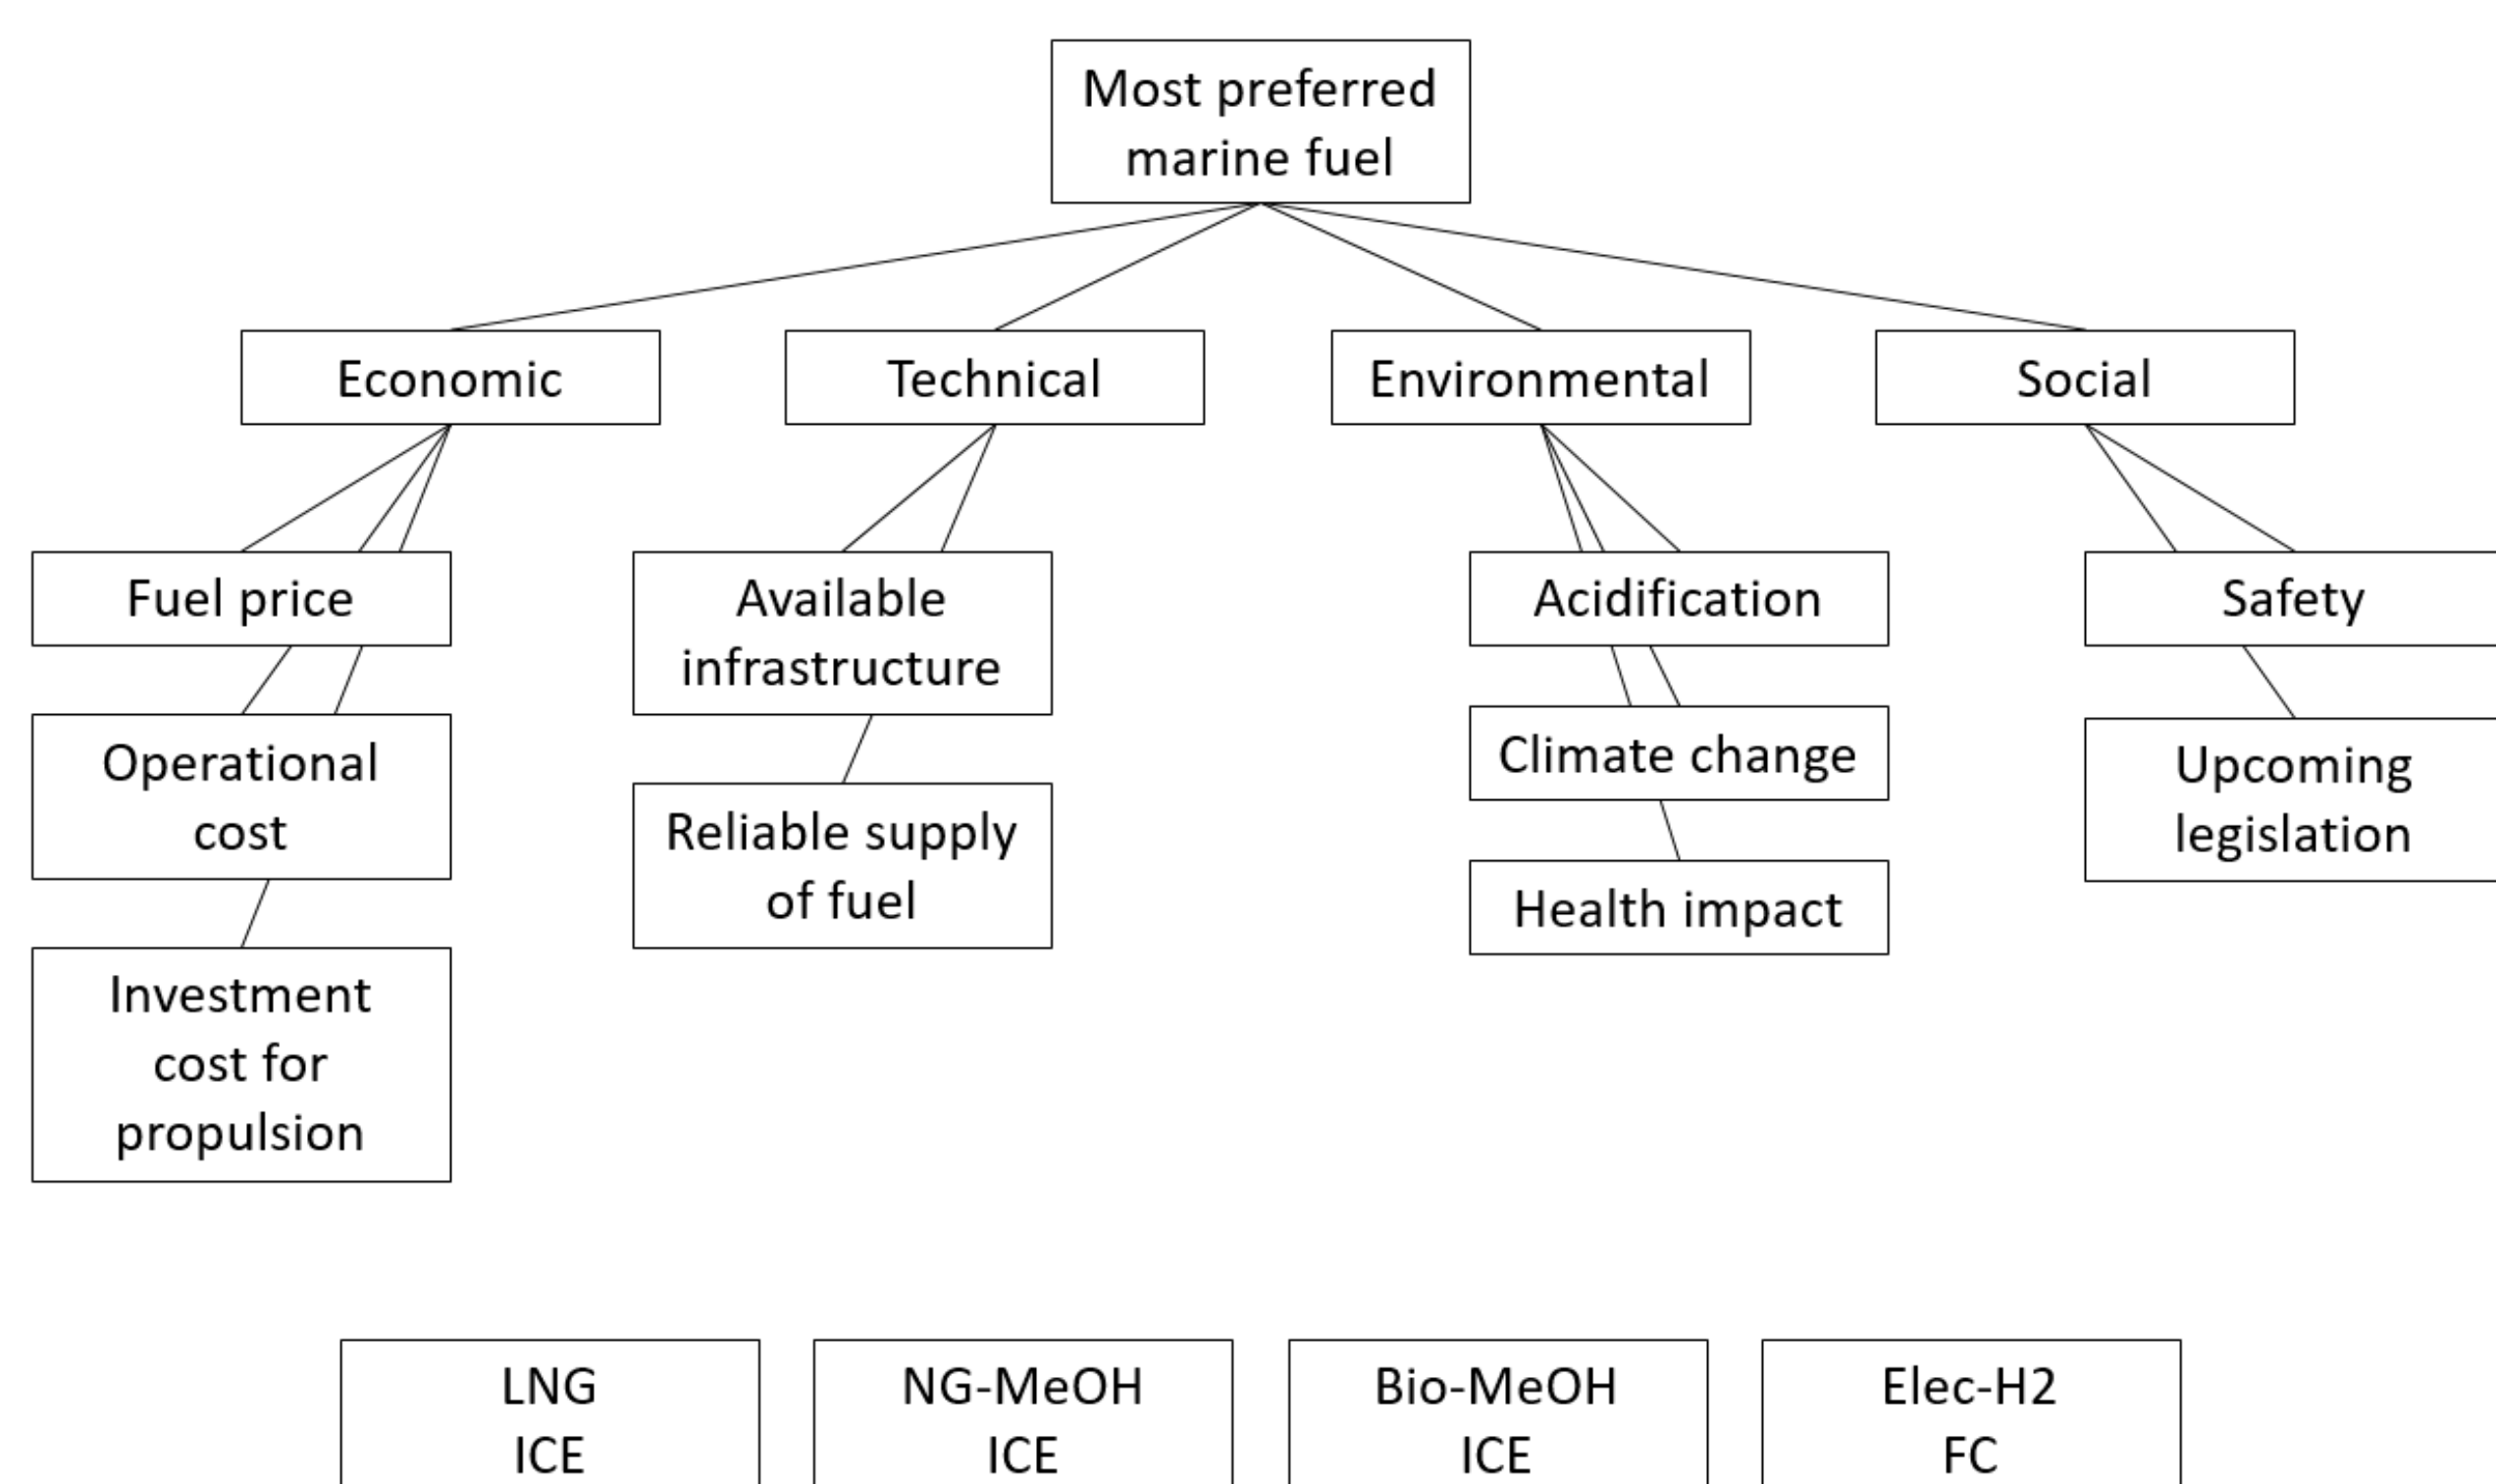 Most preferred
marine fuel
Economic
Technical
Environmental
Social
Fuel price
Available
infrastructure
Acidification
Safety
Operational
cost
Reliable supply
of fuel
Climate change
Upcoming
legislation
Health impact
Investment
cost for
propulsion
LNG
ICE
NG-MeOH
ICE
Bio-MeOH
ICE
Elec-H2
FC